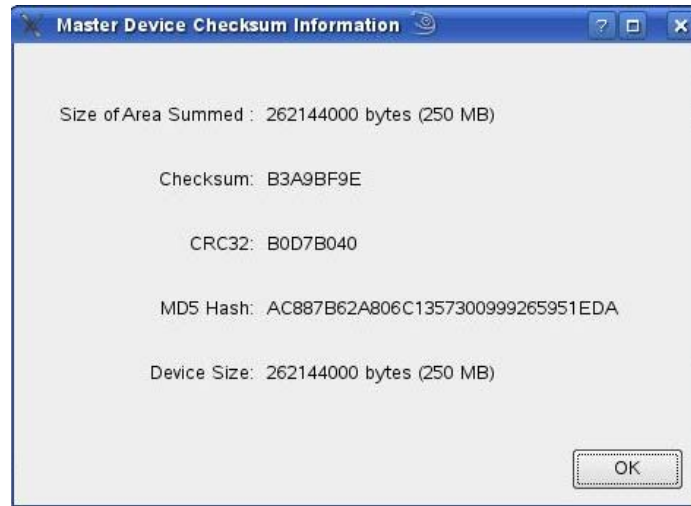 Master Device Checksum Information
Size of Area Summed : 262144000 bytes (250 MB)
Checksum: B3A9BF9E
CRC32: B0D7B040
MD5 Hash: AC887B62A806C1357300999265951EDA
Device Size: 262144000 bytes (250 MB)
OK